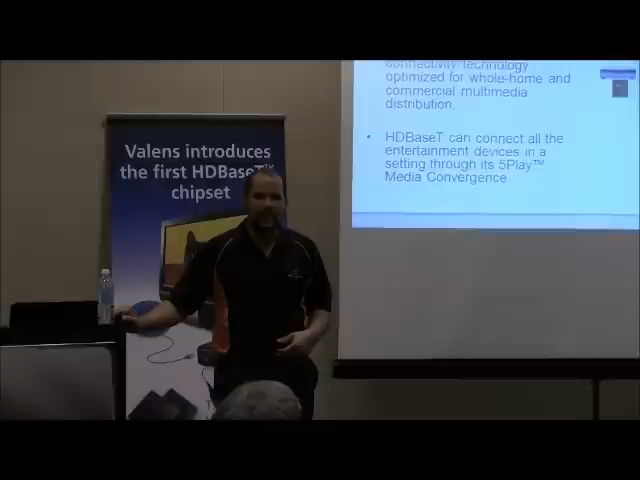 Valens introduces
the first HDBaseT™
chipset
connectivity technology
optimized for whole-home and
commercial multimedia
distribution.
• HDBaseT can connect all the
entertainment devices in a
setting through its 5Play™
Media Convergence